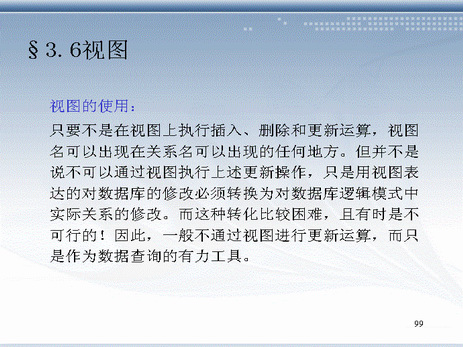 §3.6视图
视图的使用：
只要不是在视图上执行插入、删除和更新运算，视图
名可以出现在关系名可以出现的任何地方。但并不是
说不可以通过视图执行上述更新操作，只是用视图表
达的对数据库的修改必须转换为对数据库逻辑模式中
实际关系的修改。而这种转化比较困难，且有时是不
可行的！因此，一般不通过视图进行更新运算，而只
是作为数据查询的有力工具。
99